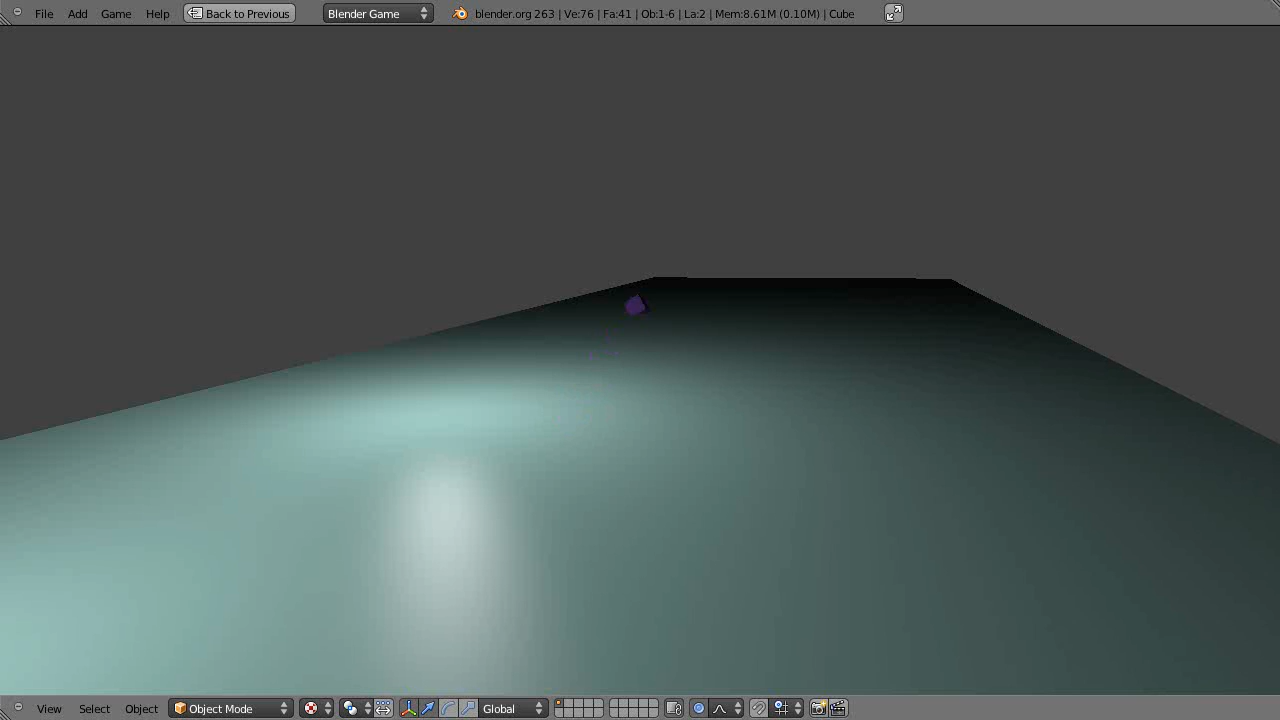 File Add Game Help Back to Previous Blender Game blender.org 263 | Ve:76 | Fa:41 | Ob:1-6 | La:2 | Mem:8.61M (0.10M) | Cube
View Select Object Object Mode Global